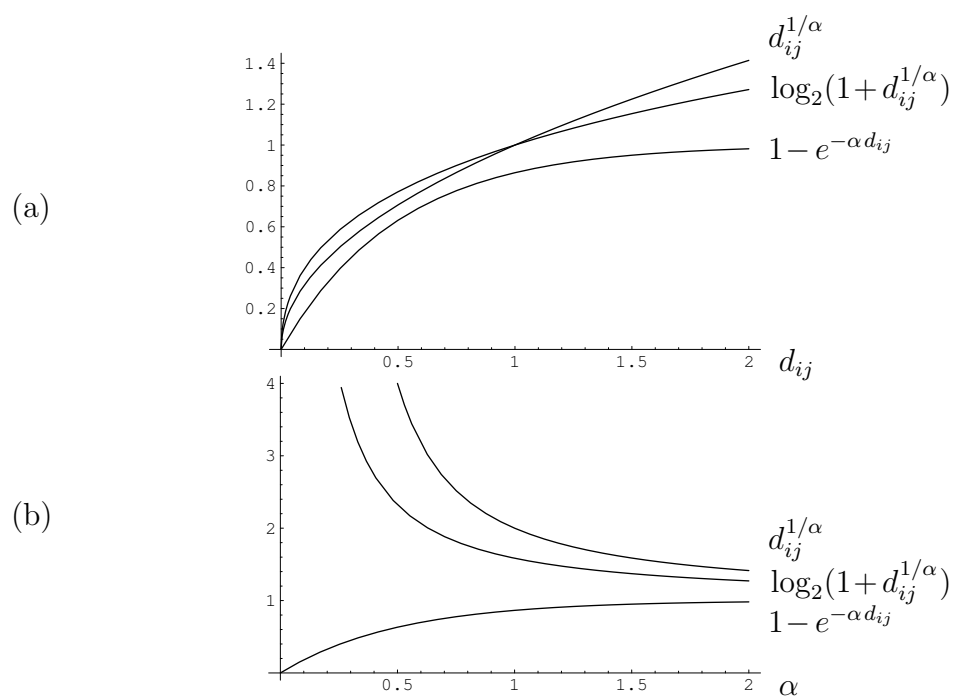 (a)
1.4
1.2
1
0.8
0.6
0.4
0.2
0.5
1
1.5
2
d_{ij}
d_{ij}^{1/α}
log₂(1+d_{ij}^{1/α})
1−e^{−αd_{ij}}
(b)
4
3
2
1
0.5
1
1.5
2
α
d_{ij}^{1/α}
log₂(1+d_{ij}^{1/α})
1−e^{−αd_{ij}}